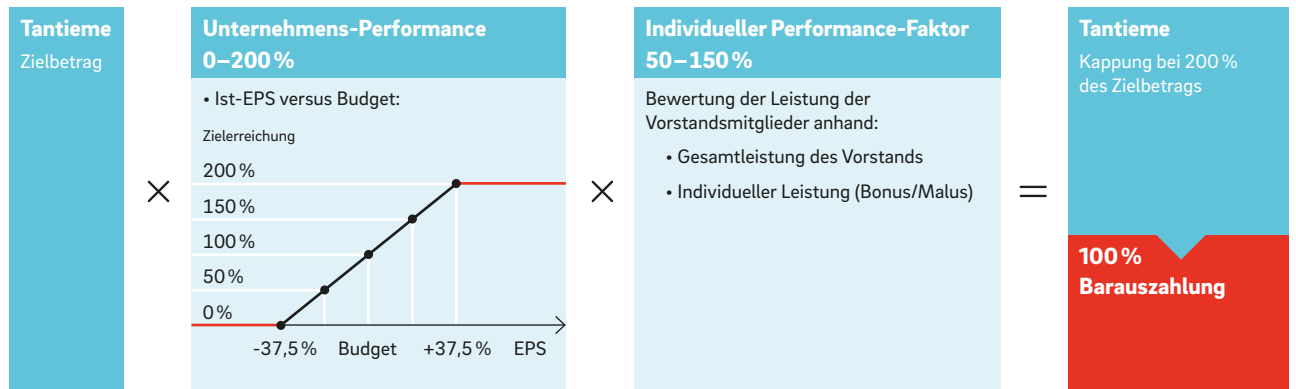 Tantieme
Zielbetrag
×
Unternehmens-Performance
0–200 %
• Ist-EPS versus Budget:
Zielerreichung
200 %
150 %
100 %
50 %
0 %
-37,5 %
Budget
+37,5 %
EPS
×
Individueller Performance-Faktor
50–150 %
Bewertung der Leistung der
Vorstandsmitglieder anhand:
• Gesamtleistung des Vorstands
• Individueller Leistung (Bonus/Malus)
=
Tantieme
Kappung bei 200 %
des Zielbetrags
100 %
Barauszahlung